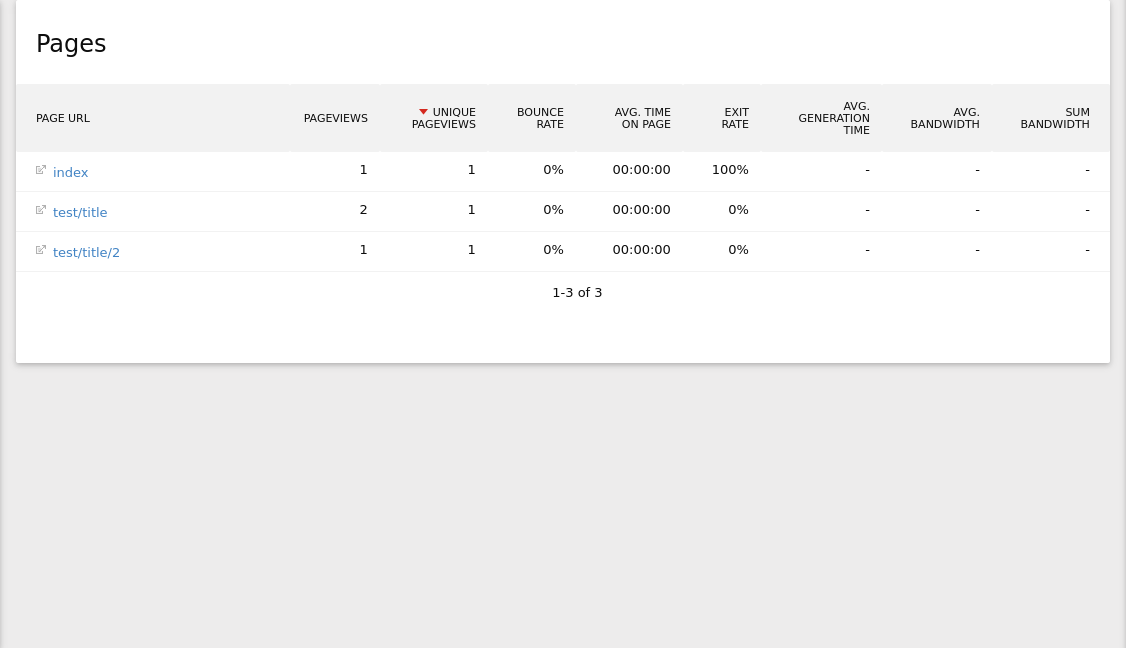 Pages
PAGE URL PAGEVIEWS UNIQUE PAGEVIEWS BOUNCE RATE AVG. TIME ON PAGE EXIT RATE AVG. GENERATION TIME AVG. BANDWIDTH SUM BANDWIDTH
index 1 1 0% 00:00:00 100% - - -
test/title 2 1 0% 00:00:00 0% - - -
test/title/2 1 1 0% 00:00:00 0% - - -
1-3 of 3